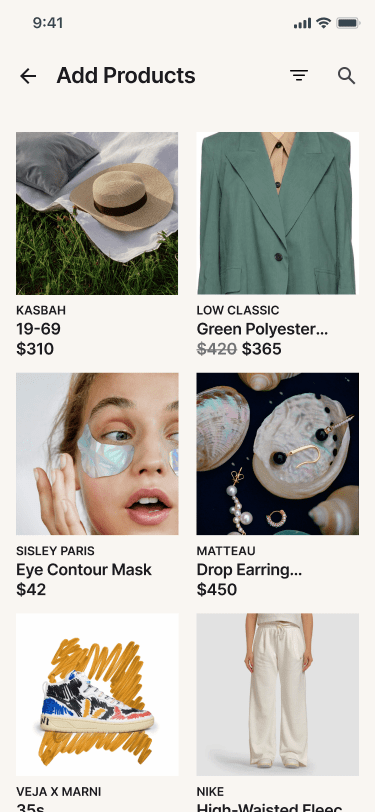 9:41
Add Products
KASBAH
19-69
$310
LOW CLASSIC
Green Polyester...
$420 $365
SISLEY PARIS
Eye Contour Mask
$42
MATTEAU
Drop Earring...
$450
VEJA X MARNI
35s
NIKE
High-Waisted Fleec